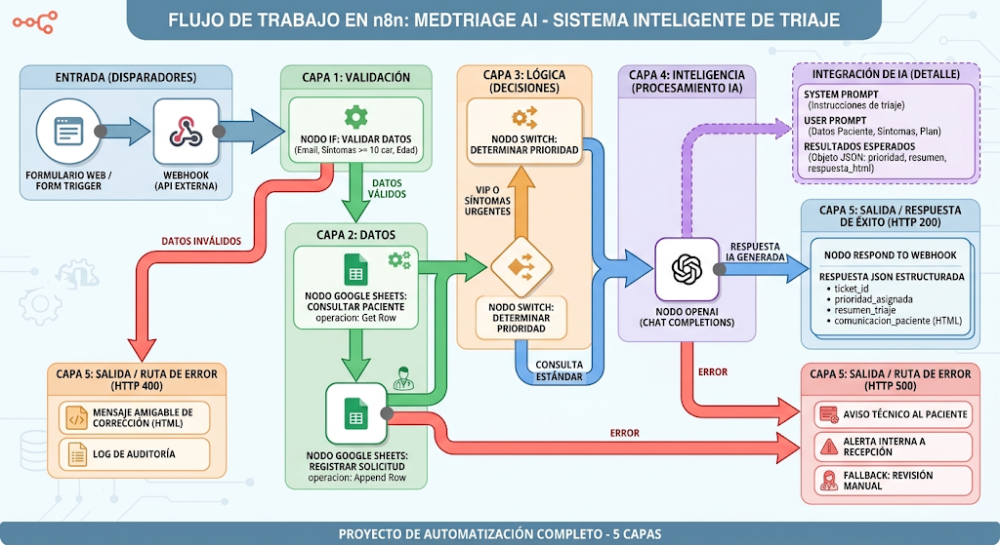 FLUJO DE TRABAJO EN n8n: MEDTRIAGE AI - SISTEMA INTELIGENTE DE TRIAJE
ENTRADA (DISPARADORES)
FORMULARIO WEB /
FORM TRIGGER
WEBHOOK
(API EXTERNA)
CAPA 1: VALIDACIÓN
NODO IF: VALIDAR DATOS
(Email, Síntomas >= 10 car, Edad)
DATOS
VÁLIDOS
DATOS INVÁLIDOS
CAPA 2: DATOS
NODO GOOGLE SHEETS:
CONSULTAR PACIENTE
operacion: Get Row
NODO GOOGLE SHEETS:
REGISTRAR SOLICITUD
operacion: Append Row
CAPA 3: LÓGICA
(DECISIONES)
NODO SWITCH:
DETERMINAR PRIORIDAD
VIP O
SÍNTOMAS
URGENTES
NODO SWITCH:
DETERMINAR
PRIORIDAD
CONSULTA
ESTÁNDAR
CAPA 4: INTELIGENCIA
(PROCESAMIENTO IA)
NODO OPENAI
(CHAT COMPLETIONS)
INTEGRACIÓN DE IA (DETALLE)
SYSTEM PROMPT
(Instrucciones de triaje)
USER PROMPT
(Datos Paciente, Síntomas, Plan)
RESULTADOS ESPERADOS
(Objeto JSON: prioridad, resumen,
respuesta_html)
RESPUESTA
IA GENERADA
CAPA 5: SALIDA / RESPUESTA
DE ÉXITO (HTTP 200)
NODO RESPOND TO WEBHOOK
RESPUESTA JSON ESTRUCTURADA
• ticket_id
• prioridad_asignada
• resumen_triaje
• comunicacion_paciente (HTML)
ERROR
ERROR
CAPA 5: SALIDA / RUTA DE ERROR
(HTTP 400)
MENSAJE AMIGABLE DE
CORRECCIÓN (HTML)
LOG DE AUDITORÍA
CAPA 5: SALIDA / RUTA DE ERROR
(HTTP 500)
AVISO TÉCNICO AL PACIENTE
ALERTA INTERNA A
RECEPCIÓN
FALLBACK: REVISIÓN
MANUAL
PROYECTO DE AUTOMATIZACIÓN COMPLETO - 5 CAPAS